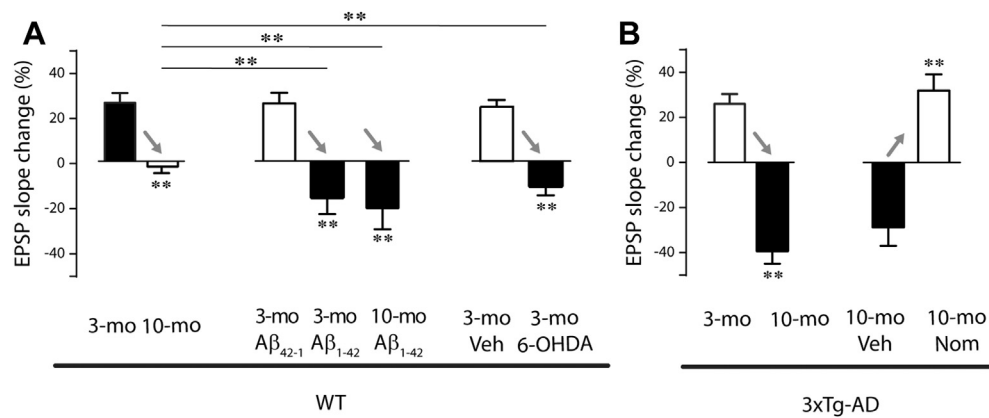 A
**
**
**
EPSP slope change (%)
40
20
0
-20
-40
**
**
**
**
3-mo 10-mo
3-mo 3-mo 10-mo
Aβ42-1 Aβ1-42 Aβ1-42
3-mo 3-mo
Veh 6-OHDA
WT
B
EPSP slope change (%)
40
20
0
-20
-40
**
**
3-mo 10-mo
10-mo 10-mo
Veh Nom
3xTg-AD